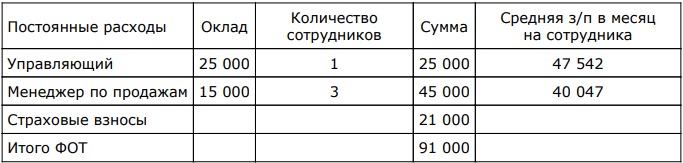 Постоянные расходы Оклад Количество сотрудников Сумма Средняя з/п в месяц на сотрудника
Управляющий 25 000 1 25 000 47 542
Менеджер по продажам 15 000 3 45 000 40 047
Страховые взносы 21 000
Итого ФОТ 91 000